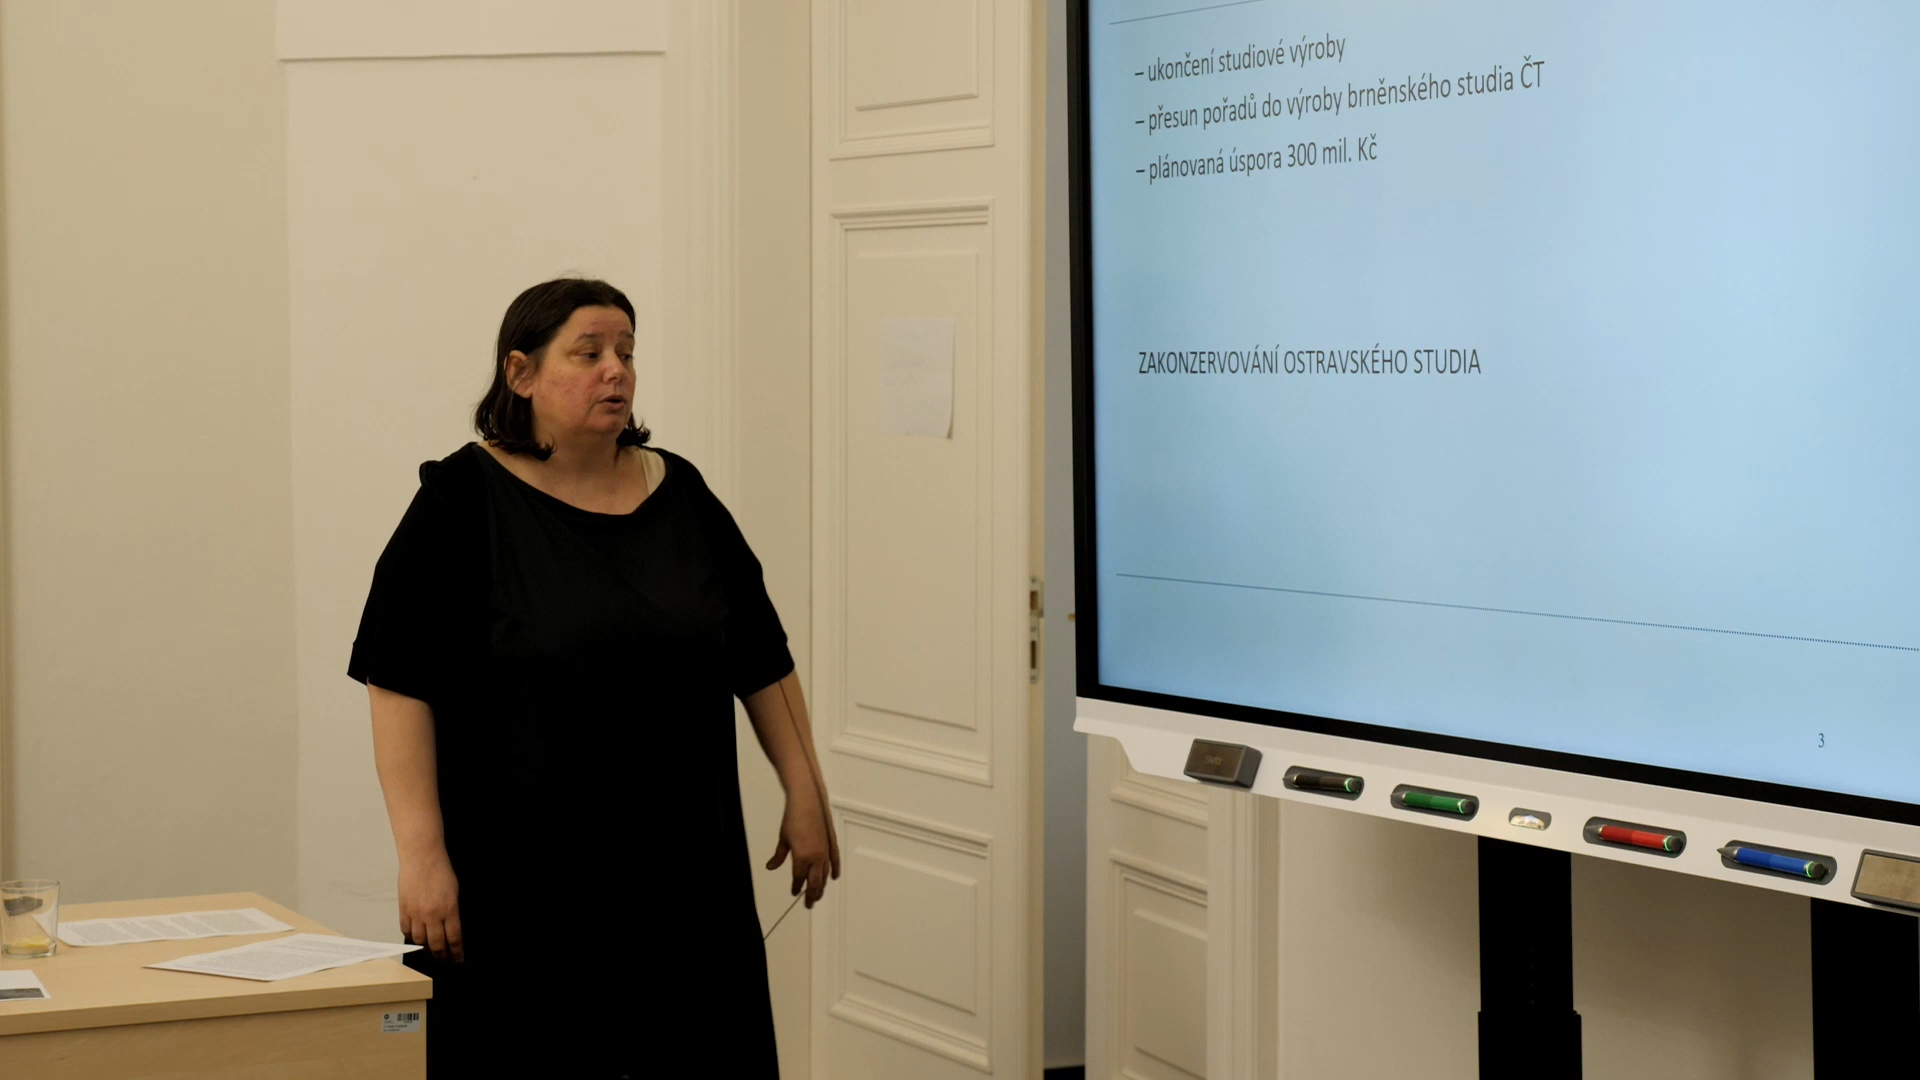 – ukončení studiové výroby
– přesun pořadů do výroby brněnského studia ČT
– plánovaná úspora 300 mil. Kč
ZAKONZERVOVÁNÍ OSTRAVSKÉHO STUDIA
3